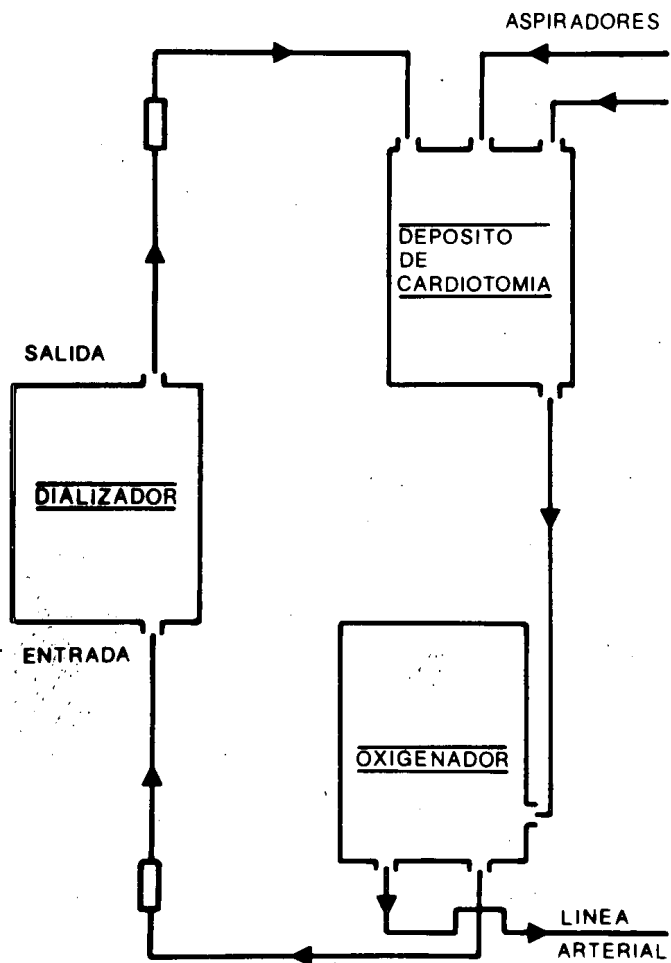 ASPIRADORES
DEPOSITO
DE
CARDIOTOMIA
SALIDA
DIALIZADOR
ENTRADA
OXIGENADOR
LINEA
ARTERIAL